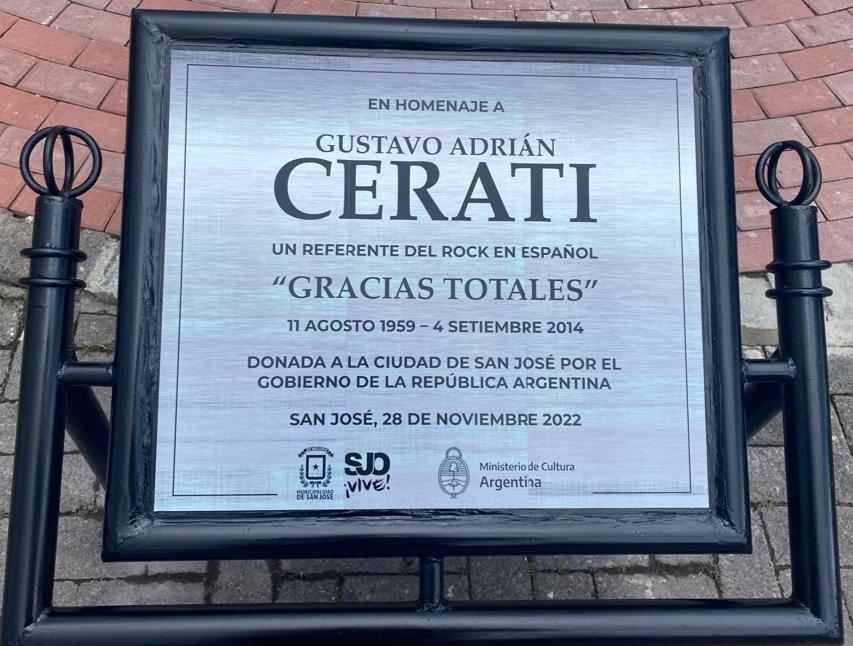 EN HOMENAJE A
GUSTAVO ADRIÁN
CERATI
UN REFERENTE DEL ROCK EN ESPAÑOL
“GRACIAS TOTALES”
11 AGOSTO 1959 – 4 SETIEMBRE 2014
DONADA A LA CIUDAD DE SAN JOSÉ POR EL
GOBIERNO DE LA REPÚBLICA ARGENTINA
SAN JOSÉ, 28 DE NOVIEMBRE 2022
MUNICIPALIDAD
DE SAN JOSÉ
SJO
¡VIVE!
Ministerio de Cultura
Argentina